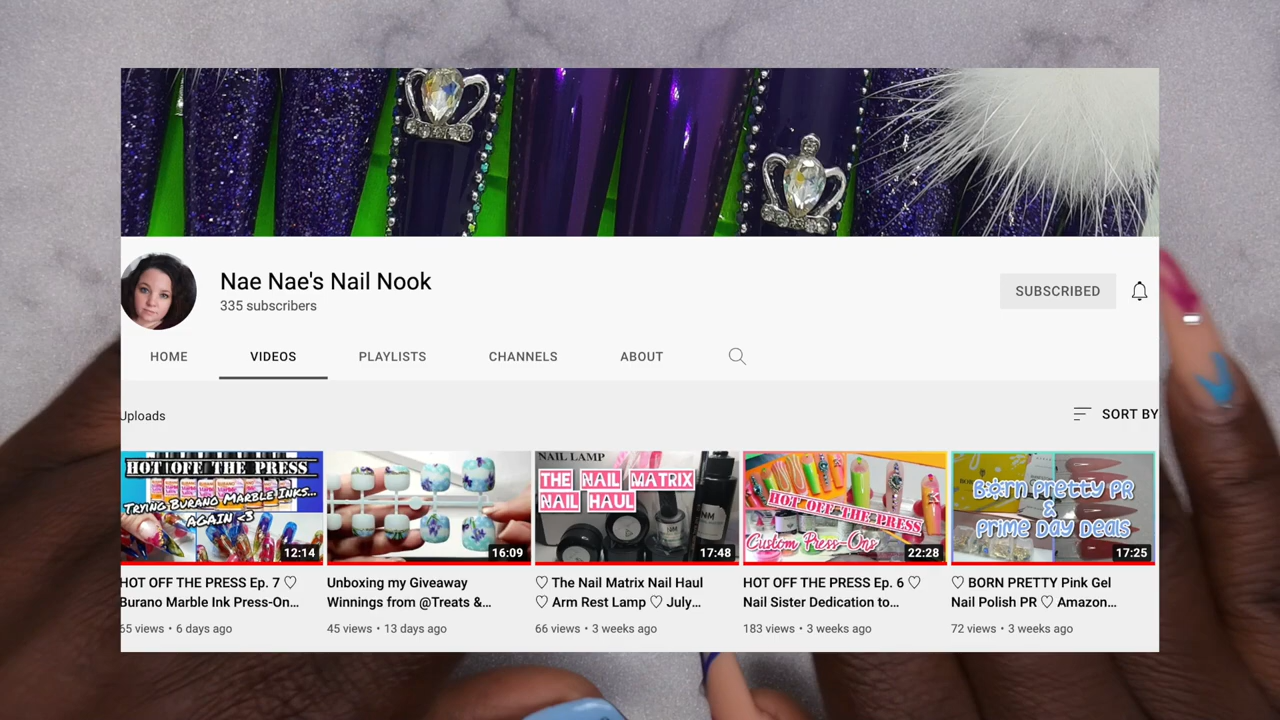 Nae Nae's Nail Nook
335 subscribers
SUBSCRIBED
HOME VIDEOS PLAYLISTS CHANNELS ABOUT
Uploads
SORT BY
HOT OFF THE PRESS
TRYING BURANO MARBLE INKS...
AGAIN <3
12:14
16:09
NAIL LAMP
THE NAIL MATRIX
NAIL HAUL
NM
17:48
HOT OFF THE PRESS
Custom Press-Ons
22:28
BORN PRETTY PR
&
PRIME DAY DEALS
17:25
HOT OFF THE PRESS Ep. 7 ♡
Burano Marble Ink Press-On...
65 views • 6 days ago
Unboxing my Giveaway
Winnings from @Treats &...
45 views • 13 days ago
♡ The Nail Matrix Nail Haul
♡ Arm Rest Lamp ♡ July...
66 views • 3 weeks ago
HOT OFF THE PRESS Ep. 6 ♡
Nail Sister Dedication to...
183 views • 3 weeks ago
♡ BORN PRETTY Pink Gel
Nail Polish PR ♡ Amazon...
72 views • 3 weeks ago